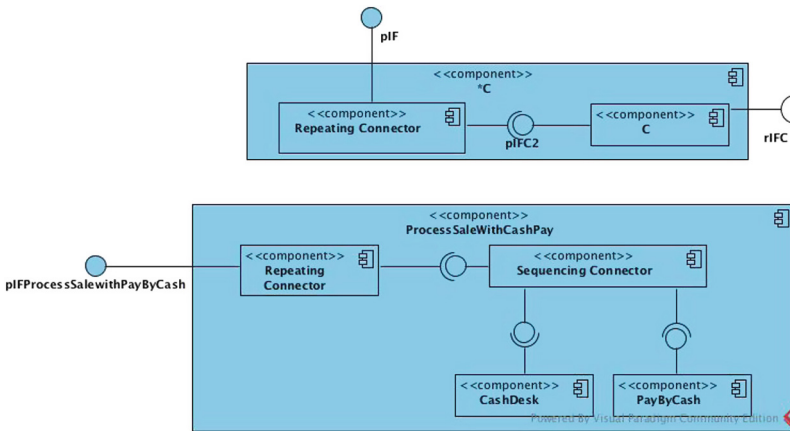 pIF
<<component>>
*C
<<component>>
Repeating Connector
pIFC2
<<component>>
C
rIFC
<<component>>
ProcessSaleWithCashPay
pIFProcessSalewithPayByCash
<<component>>
Repeating
Connector
<<component>>
Sequencing Connector
<<component>>
CashDesk
<<component>>
PayByCash
Powered By Visual Paradigm Community Edition